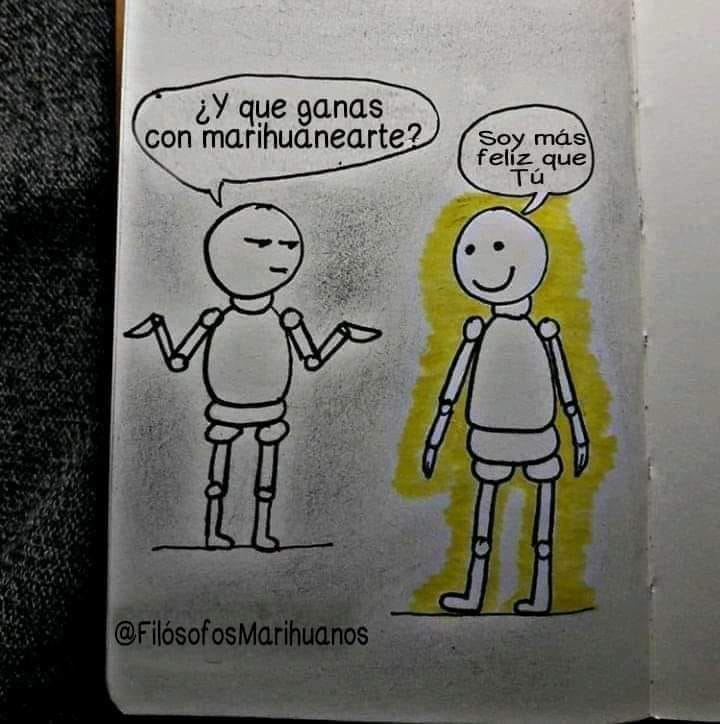 ¿Y que ganas
con marihuanearte?
Soy más
feliz que
Tú
@FilósofosMarihuanos